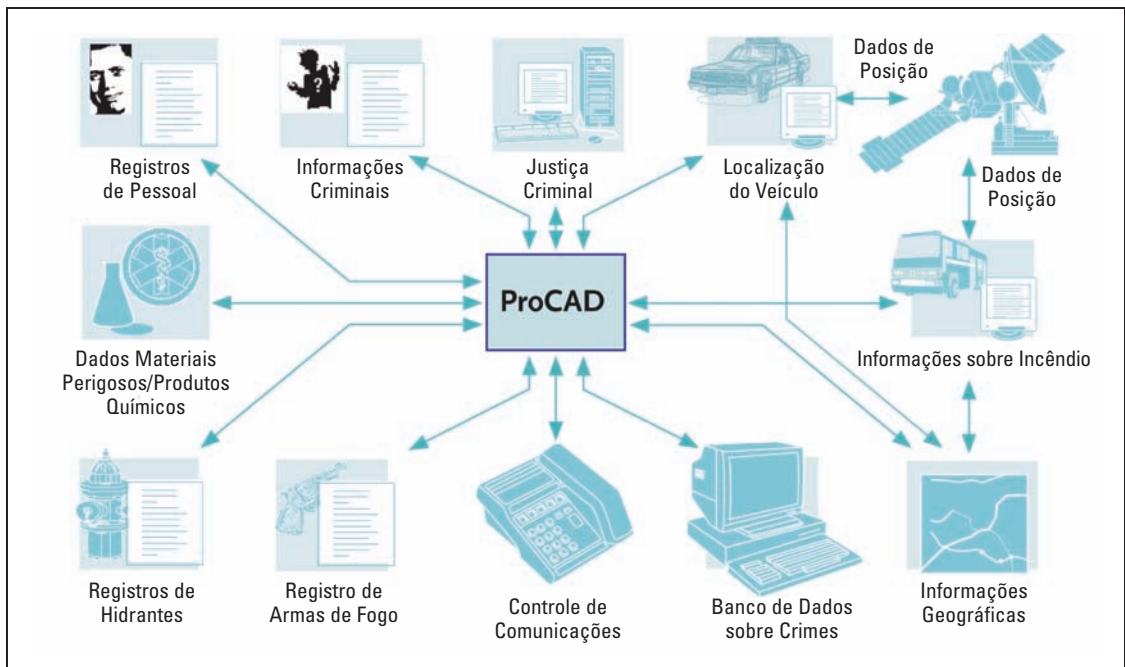 Registros
de Pessoal
Informações
Criminais
?
Justiça
Criminal
Localização
do Veículo
Dados de
Posição
Dados de
Posição
Dados Materiais
Perigosos/Produtos
Químicos
ProCAD
Informações sobre Incêndio
Registros de
Hidrantes
Registro de
Armas de Fogo
Controle de
Comunicações
Banco de Dados
sobre Crimes
Informações
Geográficas